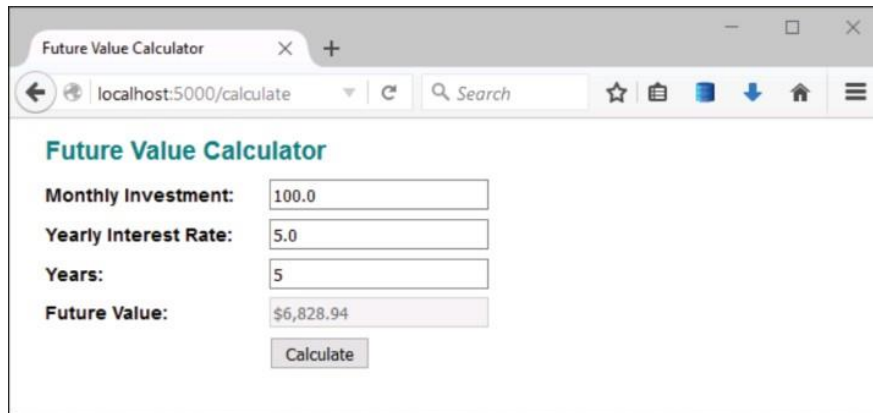 Future Value Calculator
localhost:5000/calculate
Search
Future Value Calculator
Monthly Investment: 100.0
Yearly Interest Rate: 5.0
Years: 5
Future Value: $6,828.94
Calculate